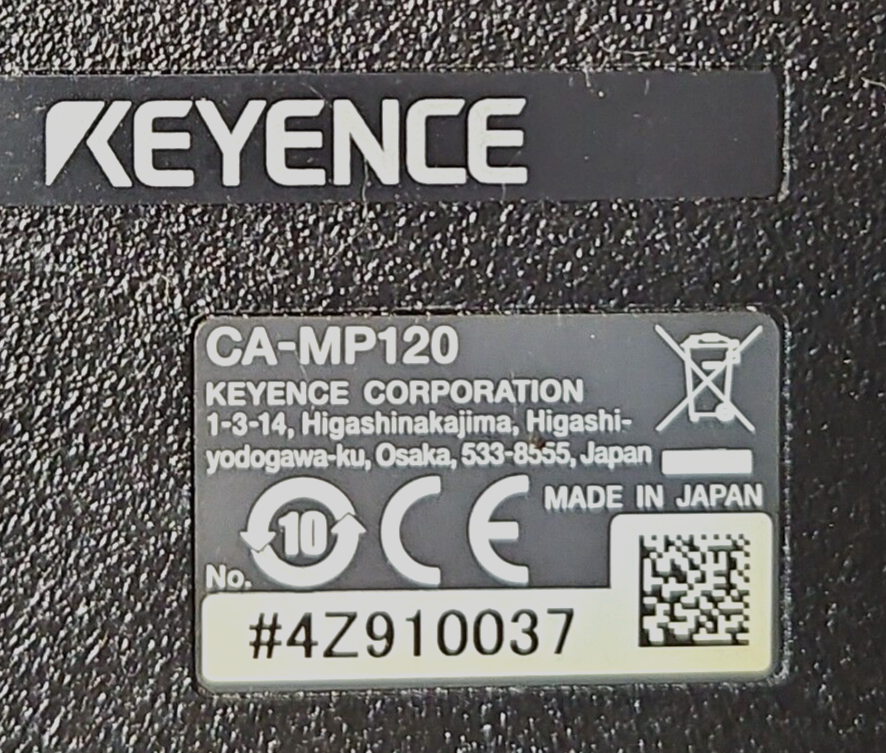 KEYENCE
CA-MP120
KEYENCE CORPORATION
1-3-14, Higashinakajima, Higashi-
yodogawa-ku, Osaka, 533-8555, Japan
10
MADE IN JAPAN
No.
#4Z910037